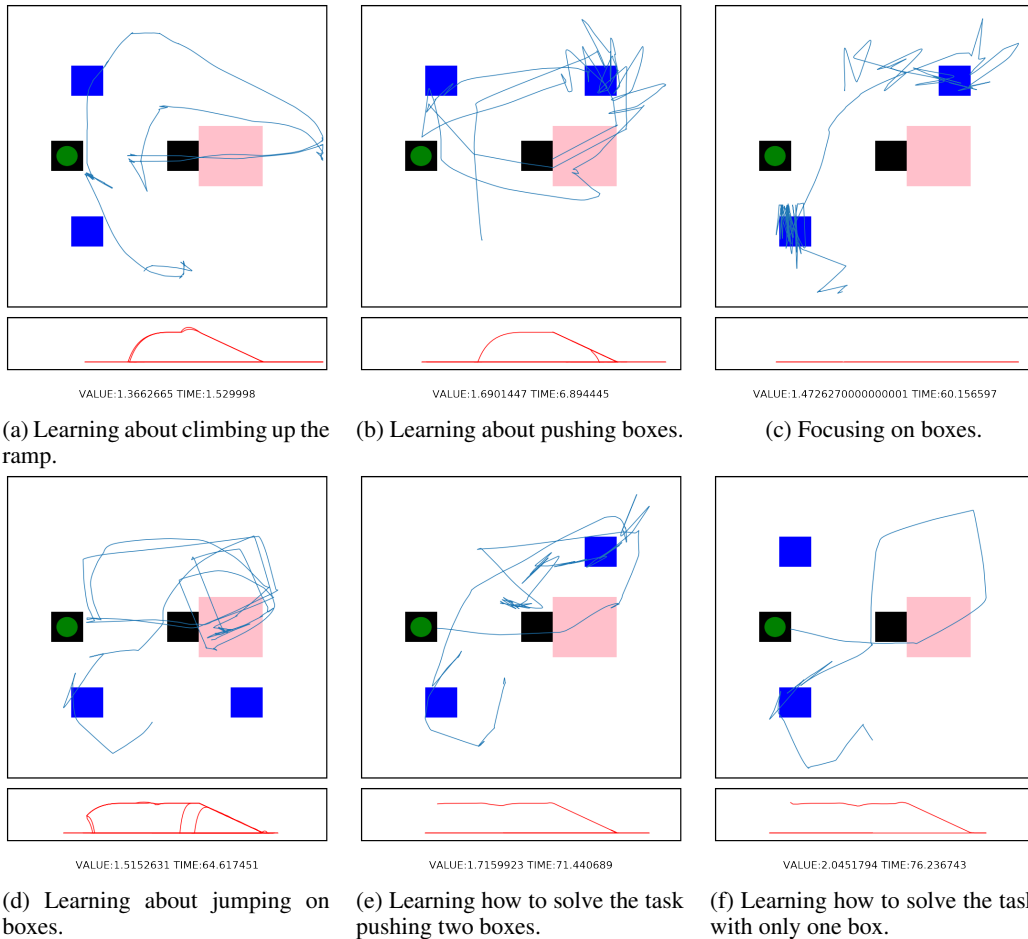 VALUE:1.3662665 TIME:1.529998
VALUE:1.6901447 TIME:6.894445
VALUE:1.4726270000000001 TIME:60.156597
(a) Learning about climbing up the
ramp.
(b) Learning about pushing boxes.
(c) Focusing on boxes.
VALUE:1.5152631 TIME:64.617451
VALUE:1.7159923 TIME:71.440689
VALUE:2.0451794 TIME:76.236743
(d) Learning about jumping on
boxes.
(e) Learning how to solve the task
pushing two boxes.
(f) Learning how to solve the task
with only one box.